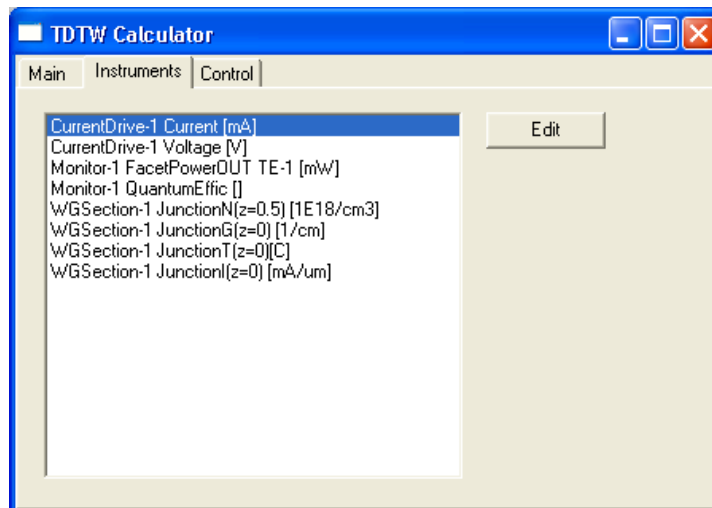 TDTW Calculator
Main Instruments Control
CurrentDrive-1 Current [mA]
Edit
CurrentDrive-1 Voltage [V]
Monitor-1 FacetPowerOUT TE-1 [mW]
Monitor-1 QuantumEffic []
WGSection-1 JunctionN(z=0.5) [1E18/cm3]
WGSection-1 JunctionG(z=0) [1/cm]
WGSection-1 JunctionT(z=0)[C]
WGSection-1 JunctionI(z=0) [mA/um]